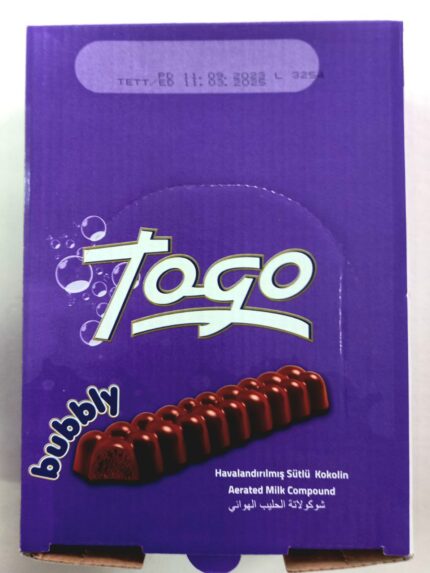 PD 11.09.2023 L 3254
TETT/ED 11.03.2025
Togo
bubbly
Havalandırılmış Sütlü Kokolin
Aerated Milk Compound
شوكولاتة الحليب الهوائي